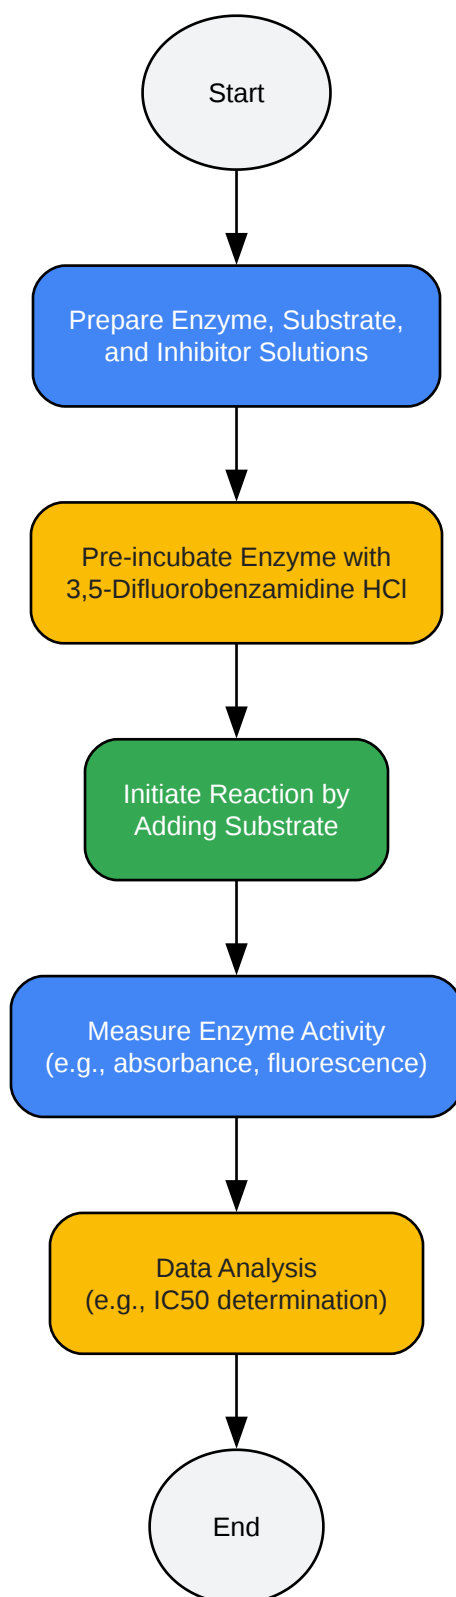 Start
Prepare Enzyme, Substrate,
and Inhibitor Solutions
Pre-incubate Enzyme with
3,5-Difluorobenzamidine HCl
Initiate Reaction by
Adding Substrate
Measure Enzyme Activity
(e.g., absorbance, fluorescence)
Data Analysis
(e.g., IC50 determination)
End